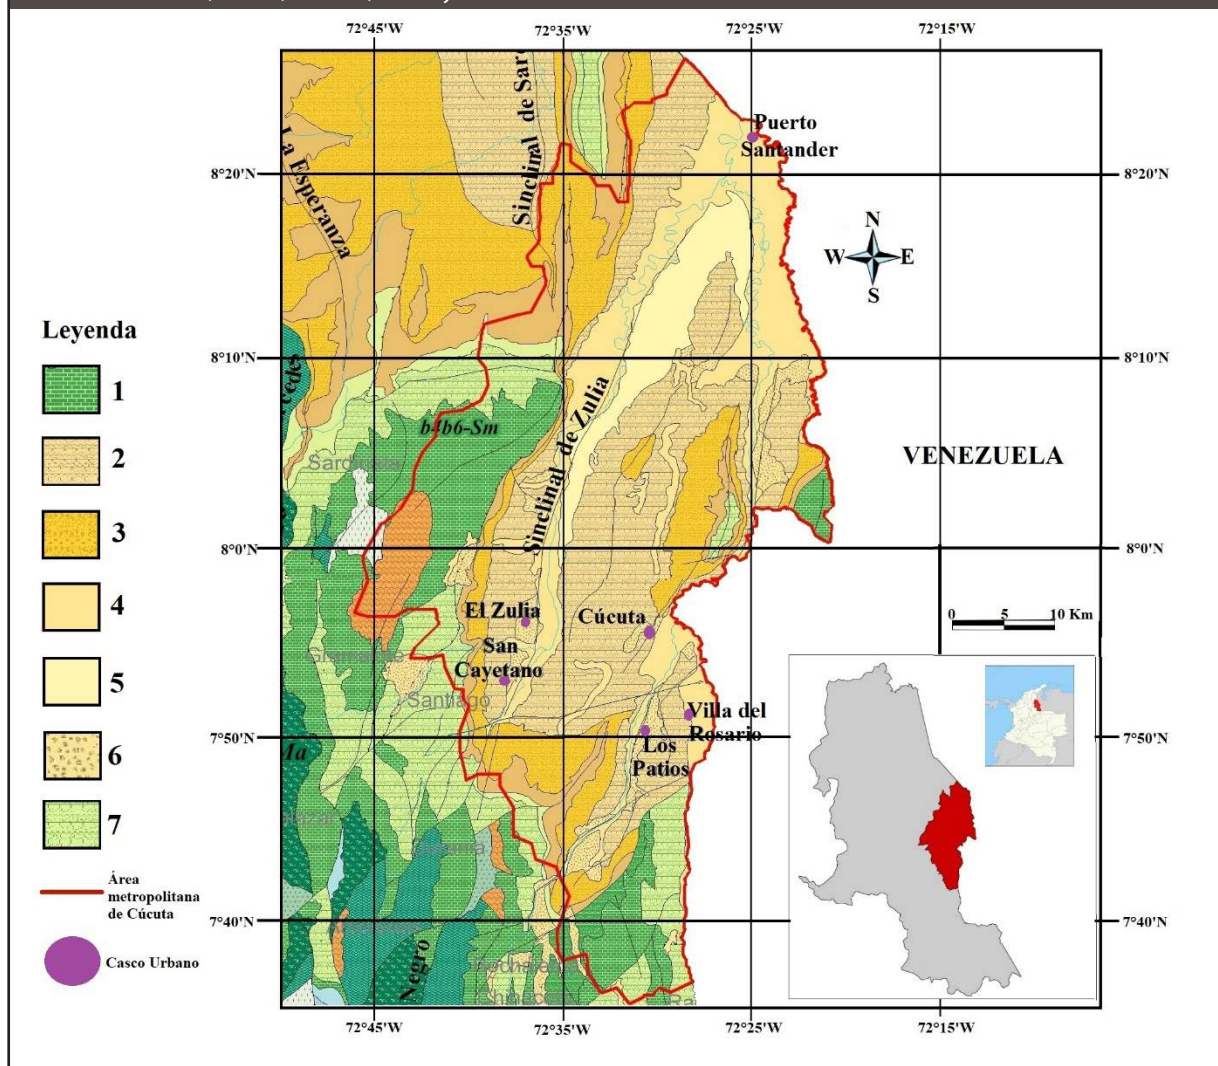 72°45'W 72°35'W 72°25'W 72°15'W
Sinclinal de Sar
Puerto
Santander
La Esperanza
8°20'N 8°20'N
N
W E
S
Leyenda
1
2
3
4
5
6
7
Área
metropolitana
de Cúcuta
Casco Urbano
8°10'N 8°10'N
cedes
b4b6-Sm
Sinclinal de Zulia
VENEZUELA
8°0'N 8°0'N
El Zulia
Cúcuta
San
Cayetano
0 5 10 Km
Santiago
Villa del
Rosario
Los
Patios
7°50'N 7°50'N
Ma
7°40'N 7°40'N
Negro
72°45'W 72°35'W 72°25'W 72°15'W